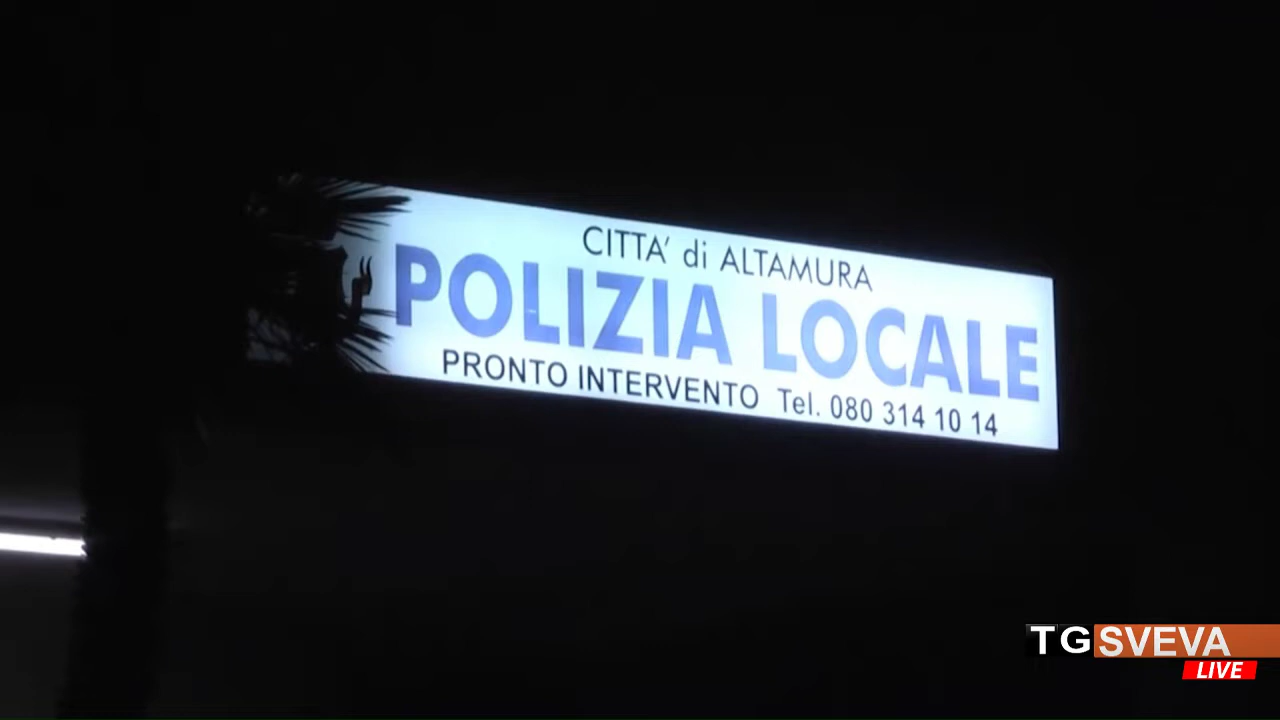 CITTA' di ALTAMURA
POLIZIA LOCALE
PRONTO INTERVENTO Tel. 080 314 10 14
TGSVEVA
LIVE